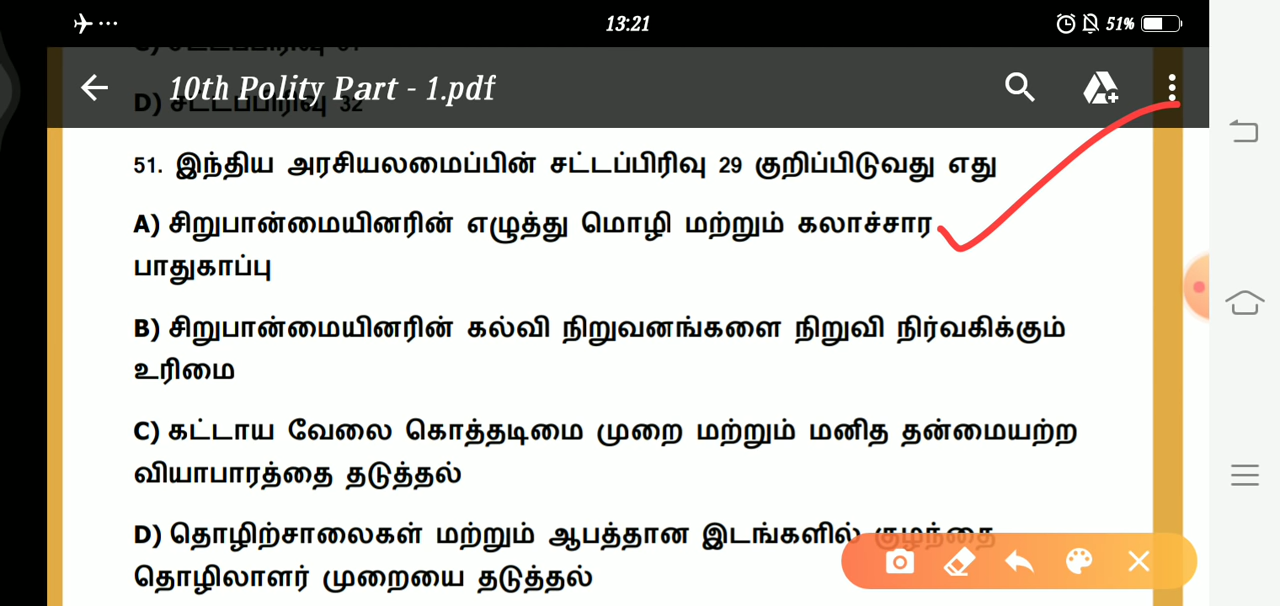 13:21
51%
10th Polity Part - 1.pdf
D) சட்டப்பிரிவு 32
51. இந்திய அரசியலமைப்பின் சட்டப்பிரிவு 29 குறிப்பிடுவது எது
A) சிறுபான்மையினரின் எழுத்து மொழி மற்றும் கலாச்சார
பாதுகாப்பு
B) சிறுபான்மையினரின் கல்வி நிறுவனங்களை நிறுவி நிர்வகிக்கும்
உரிமை
C) கட்டாய வேலை கொத்தடிமை முறை மற்றும் மனித தன்மையற்ற
வியாபாரத்தை தடுத்தல்
D) தொழிற்சாலைகள் மற்றும் ஆபத்தான இடங்களில் குழந்தை
தொழிலாளர் முறையை தடுத்தல்